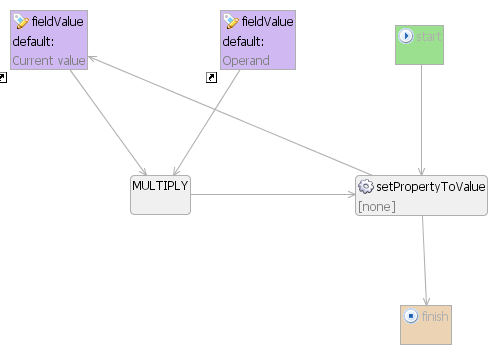 fieldValue
default:
Current value
fieldValue
default:
Operand
start
MULTIPLY
setPropertyToValue
[none]
finish